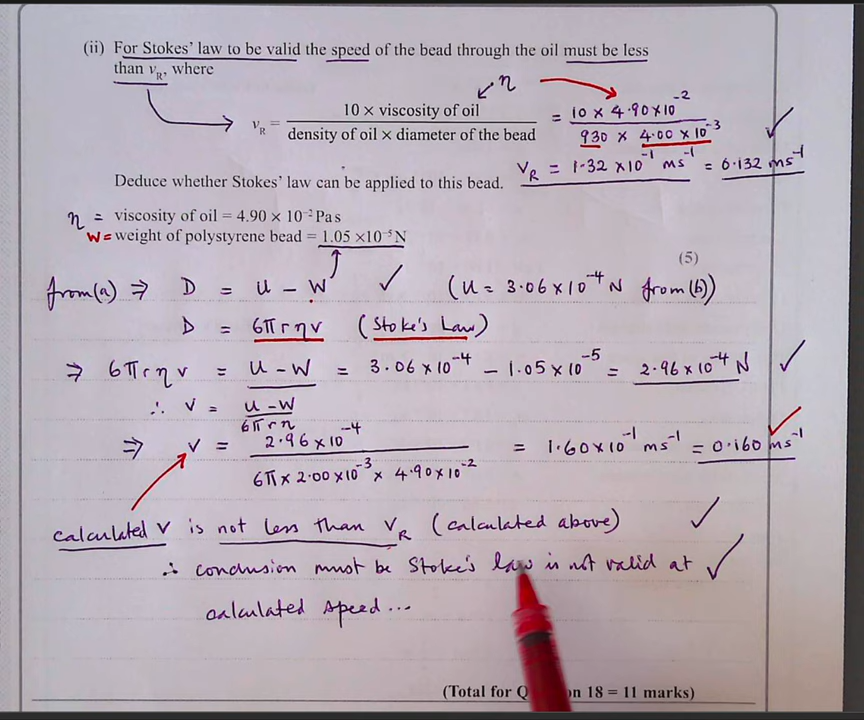 (ii) For Stokes' law to be valid the speed of the bead through the oil must be less
than v_R, where
η
v_R = 10 × viscosity of oil / density of oil × diameter of the bead = 10 × 4.90×10⁻² / 930 × 4.00 × 10⁻³ ✓
V_R = 1.32 ×10⁻¹ ms⁻¹ = 0.132 ms⁻¹
Deduce whether Stokes' law can be applied to this bead.
η = viscosity of oil = 4.90 × 10⁻² Pa s
W = weight of polystyrene bead = 1.05 ×10⁻⁵ N
(5)
from (a) ⇒ D = U − W ✓ (U = 3.06×10⁻⁴ N from (b))
D = 6πrηv (Stoke's Law)
⇒ 6πrηv = U − W = 3.06×10⁻⁴ − 1.05×10⁻⁵ = 2.96×10⁻⁴ N ✓
∴ v = U − W / 6πrη
⇒ v = 2.96×10⁻⁴ / 6π × 2.00×10⁻³ × 4.90×10⁻² = 1.60×10⁻¹ ms⁻¹ = 0.160 ms⁻¹ ✓
calculated v is not less than V_R (calculated above) ✓
∴ conclusion must be Stoke's law is not valid at ✓
calculated speed...
(Total for Q n 18 = 11 marks)